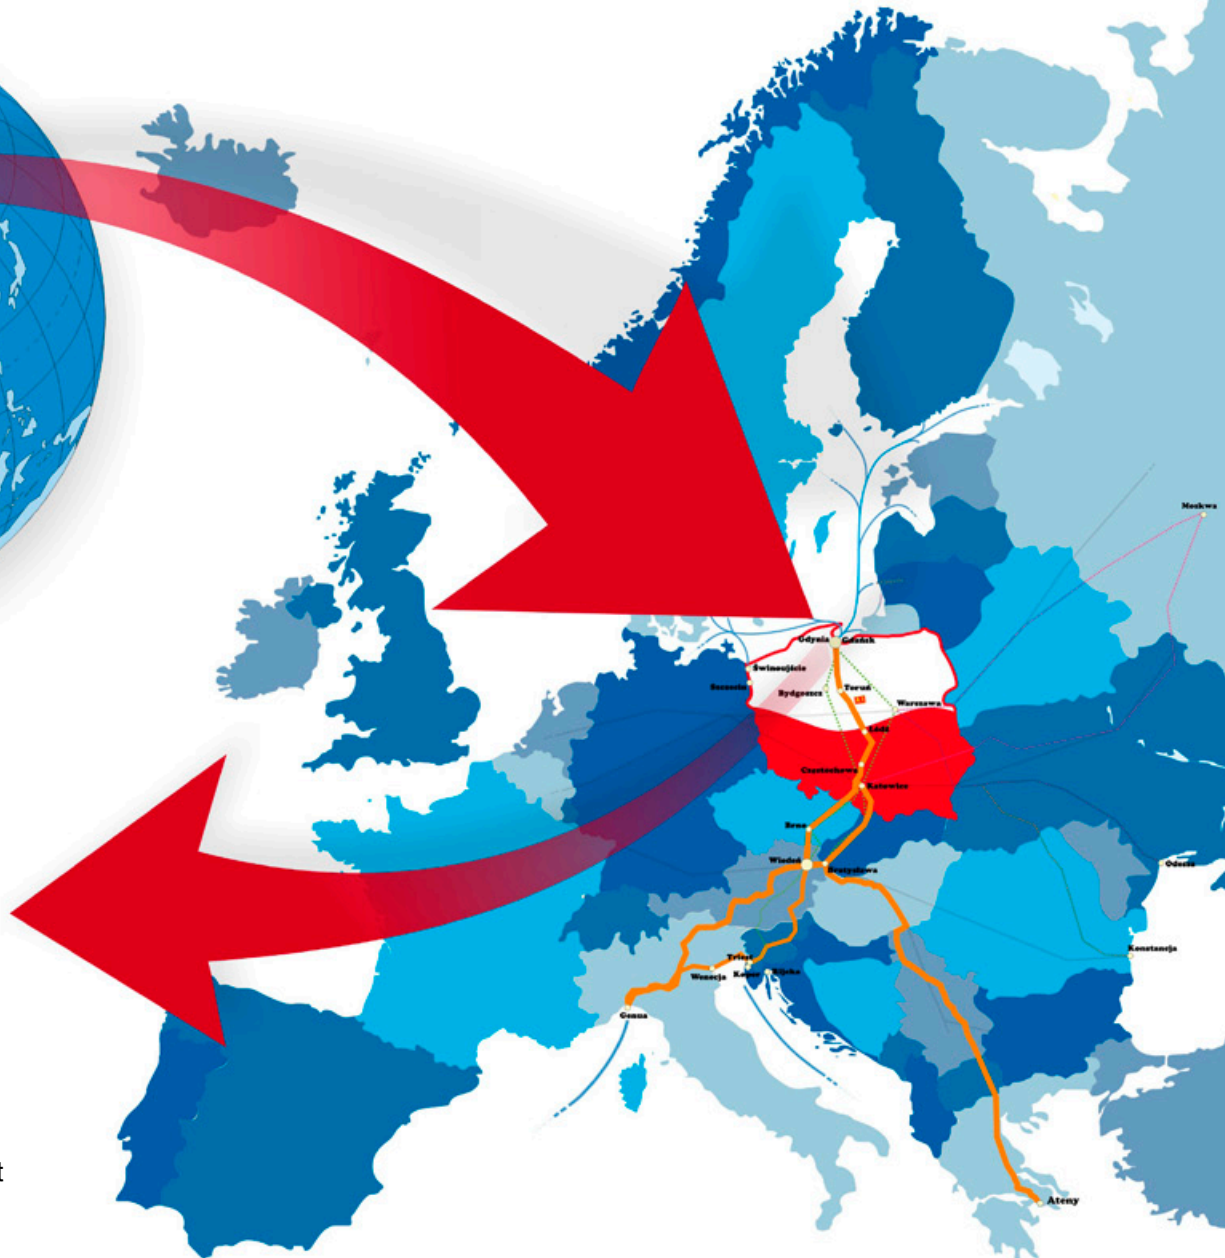 Moskwa
Gdynia Gdańsk
Świnoujście
Szczecin
Bydgoszcz
Toruń
Warszawa
Łódź
Częstochowa
Katowice
Brno
Wiedeń
Bratysława
Odessa
Konstancja
Triest
Wenecja
Koper
Rijeka
Genua
t
Ateny